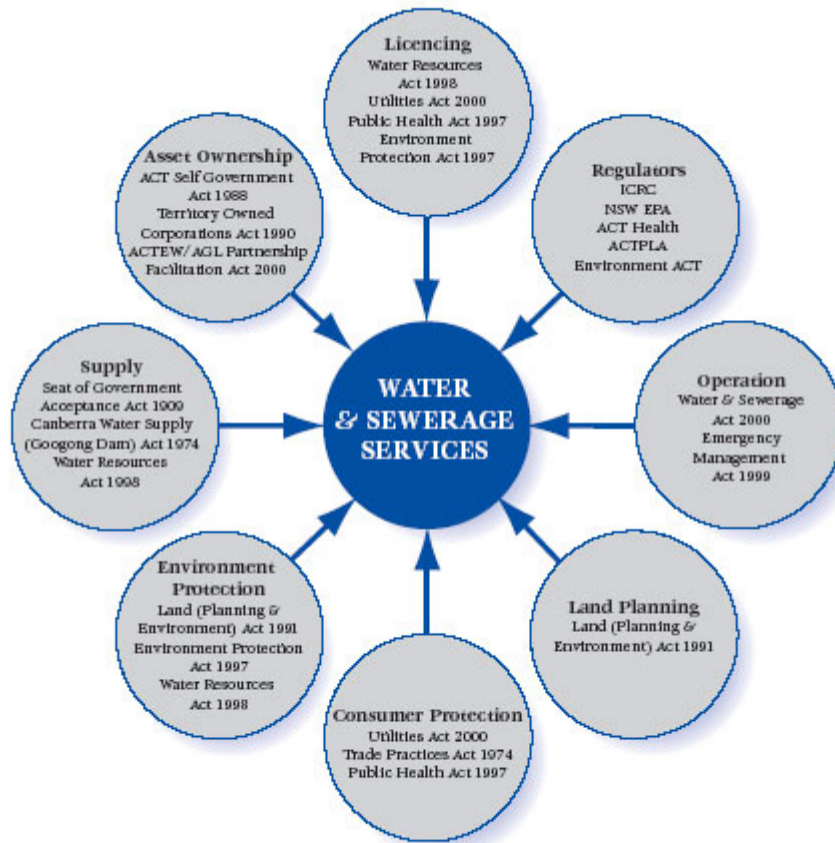 Licencing
Water Resources
Act 1998
Utilities Act 2000
Public Health Act 1997
Environment
Protection Act 1997
Asset Ownership
ACT Self Government
Act 1988
Territory Owned
Corporations Act 1990
ACTEW/AGL Partnership
Facilitation Act 2000
Regulators
ICRC
NSW EPA
ACT Health
ACTPLA
Environment ACT
Supply
Seat of Government
Acceptance Act 1909
Canberra Water Supply
(Googong Dam) Act 1974
Water Resources
Act 1998
WATER
& SEWERAGE
SERVICES
Operation
Water & Sewerage
Act 2000
Emergency
Management
Act 1999
Environment
Protection
Land (Planning &
Environment) Act 1991
Environment Protection
Act 1997
Water Resources
Act 1998
Land Planning
Land (Planning &
Environment) Act 1991
Consumer Protection
Utilities Act 2000
Trade Practices Act 1974
Public Health Act 1997